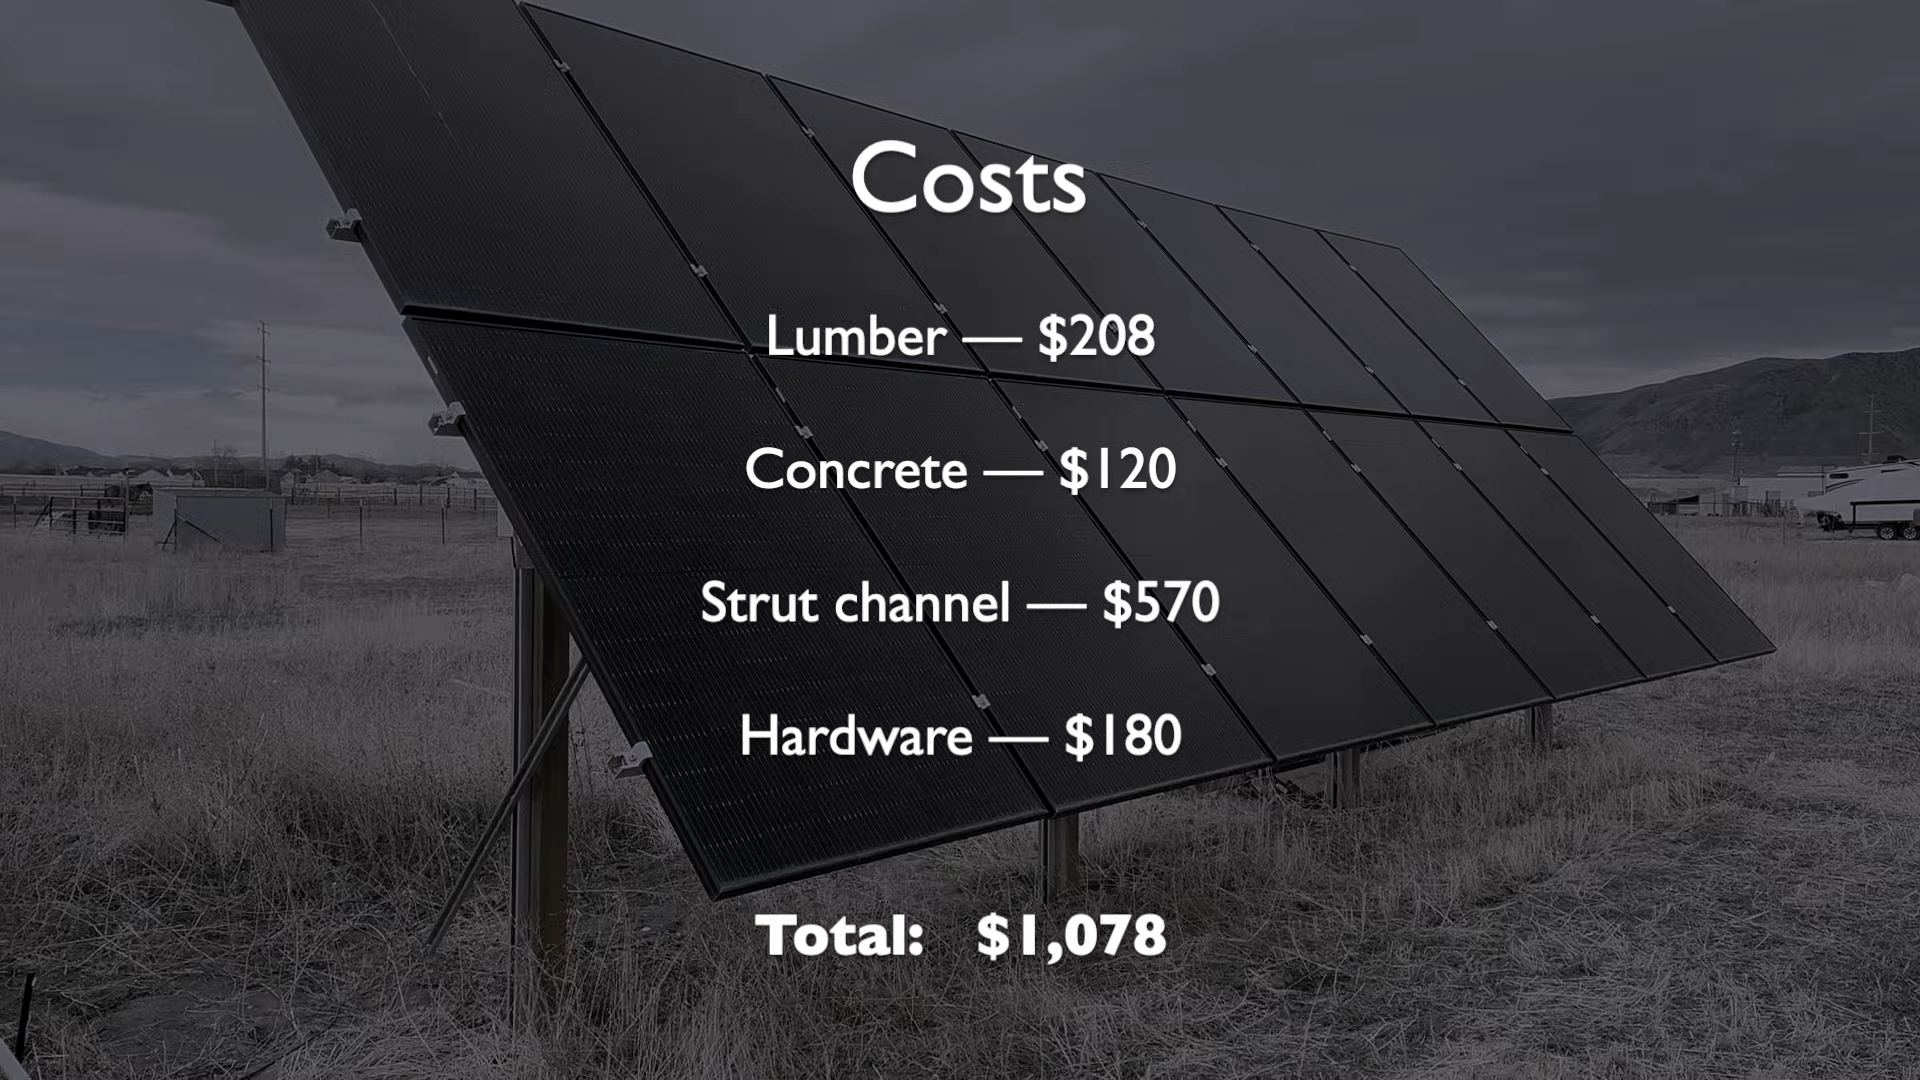 Costs
Lumber — $208
Concrete — $120
Strut channel — $570
Hardware — $180
Total: $1,078